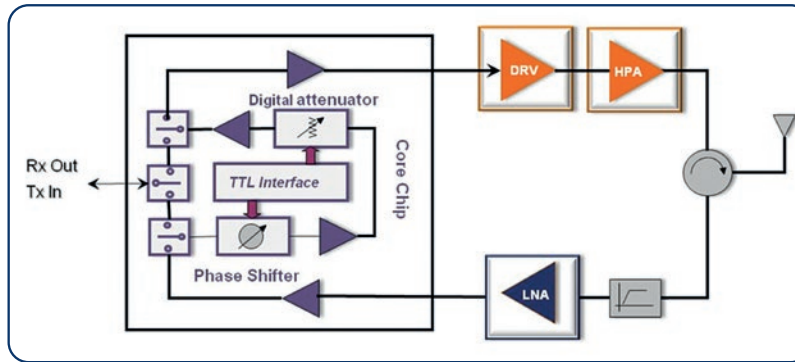 DRV
HPA
Digital attenuator
Core Chip
Rx Out
Tx In
TTL Interface
Phase Shifter
LNA